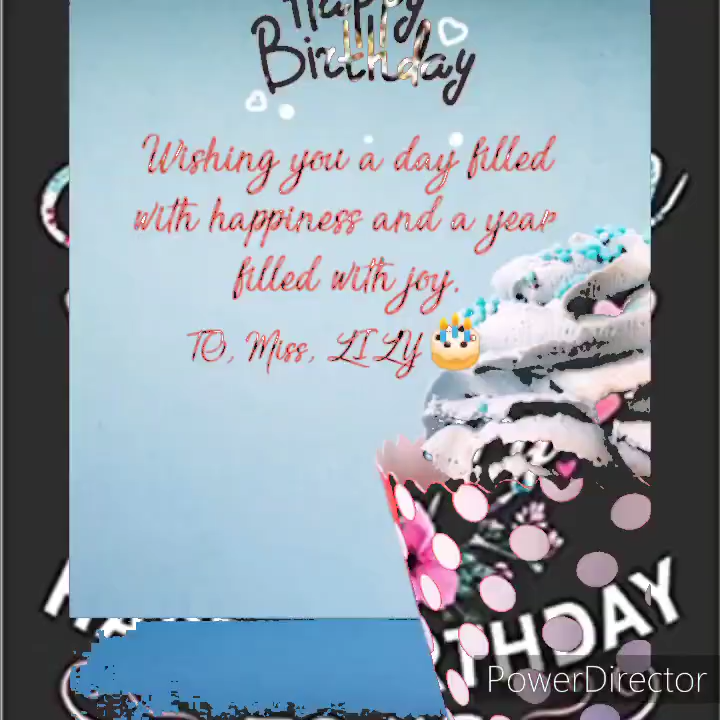 Happy
Birthday
Wishing you a day filled
with happiness and a year
filled with joy.
TO, Miss, LILY 🎂
THDAY
PowerDirector